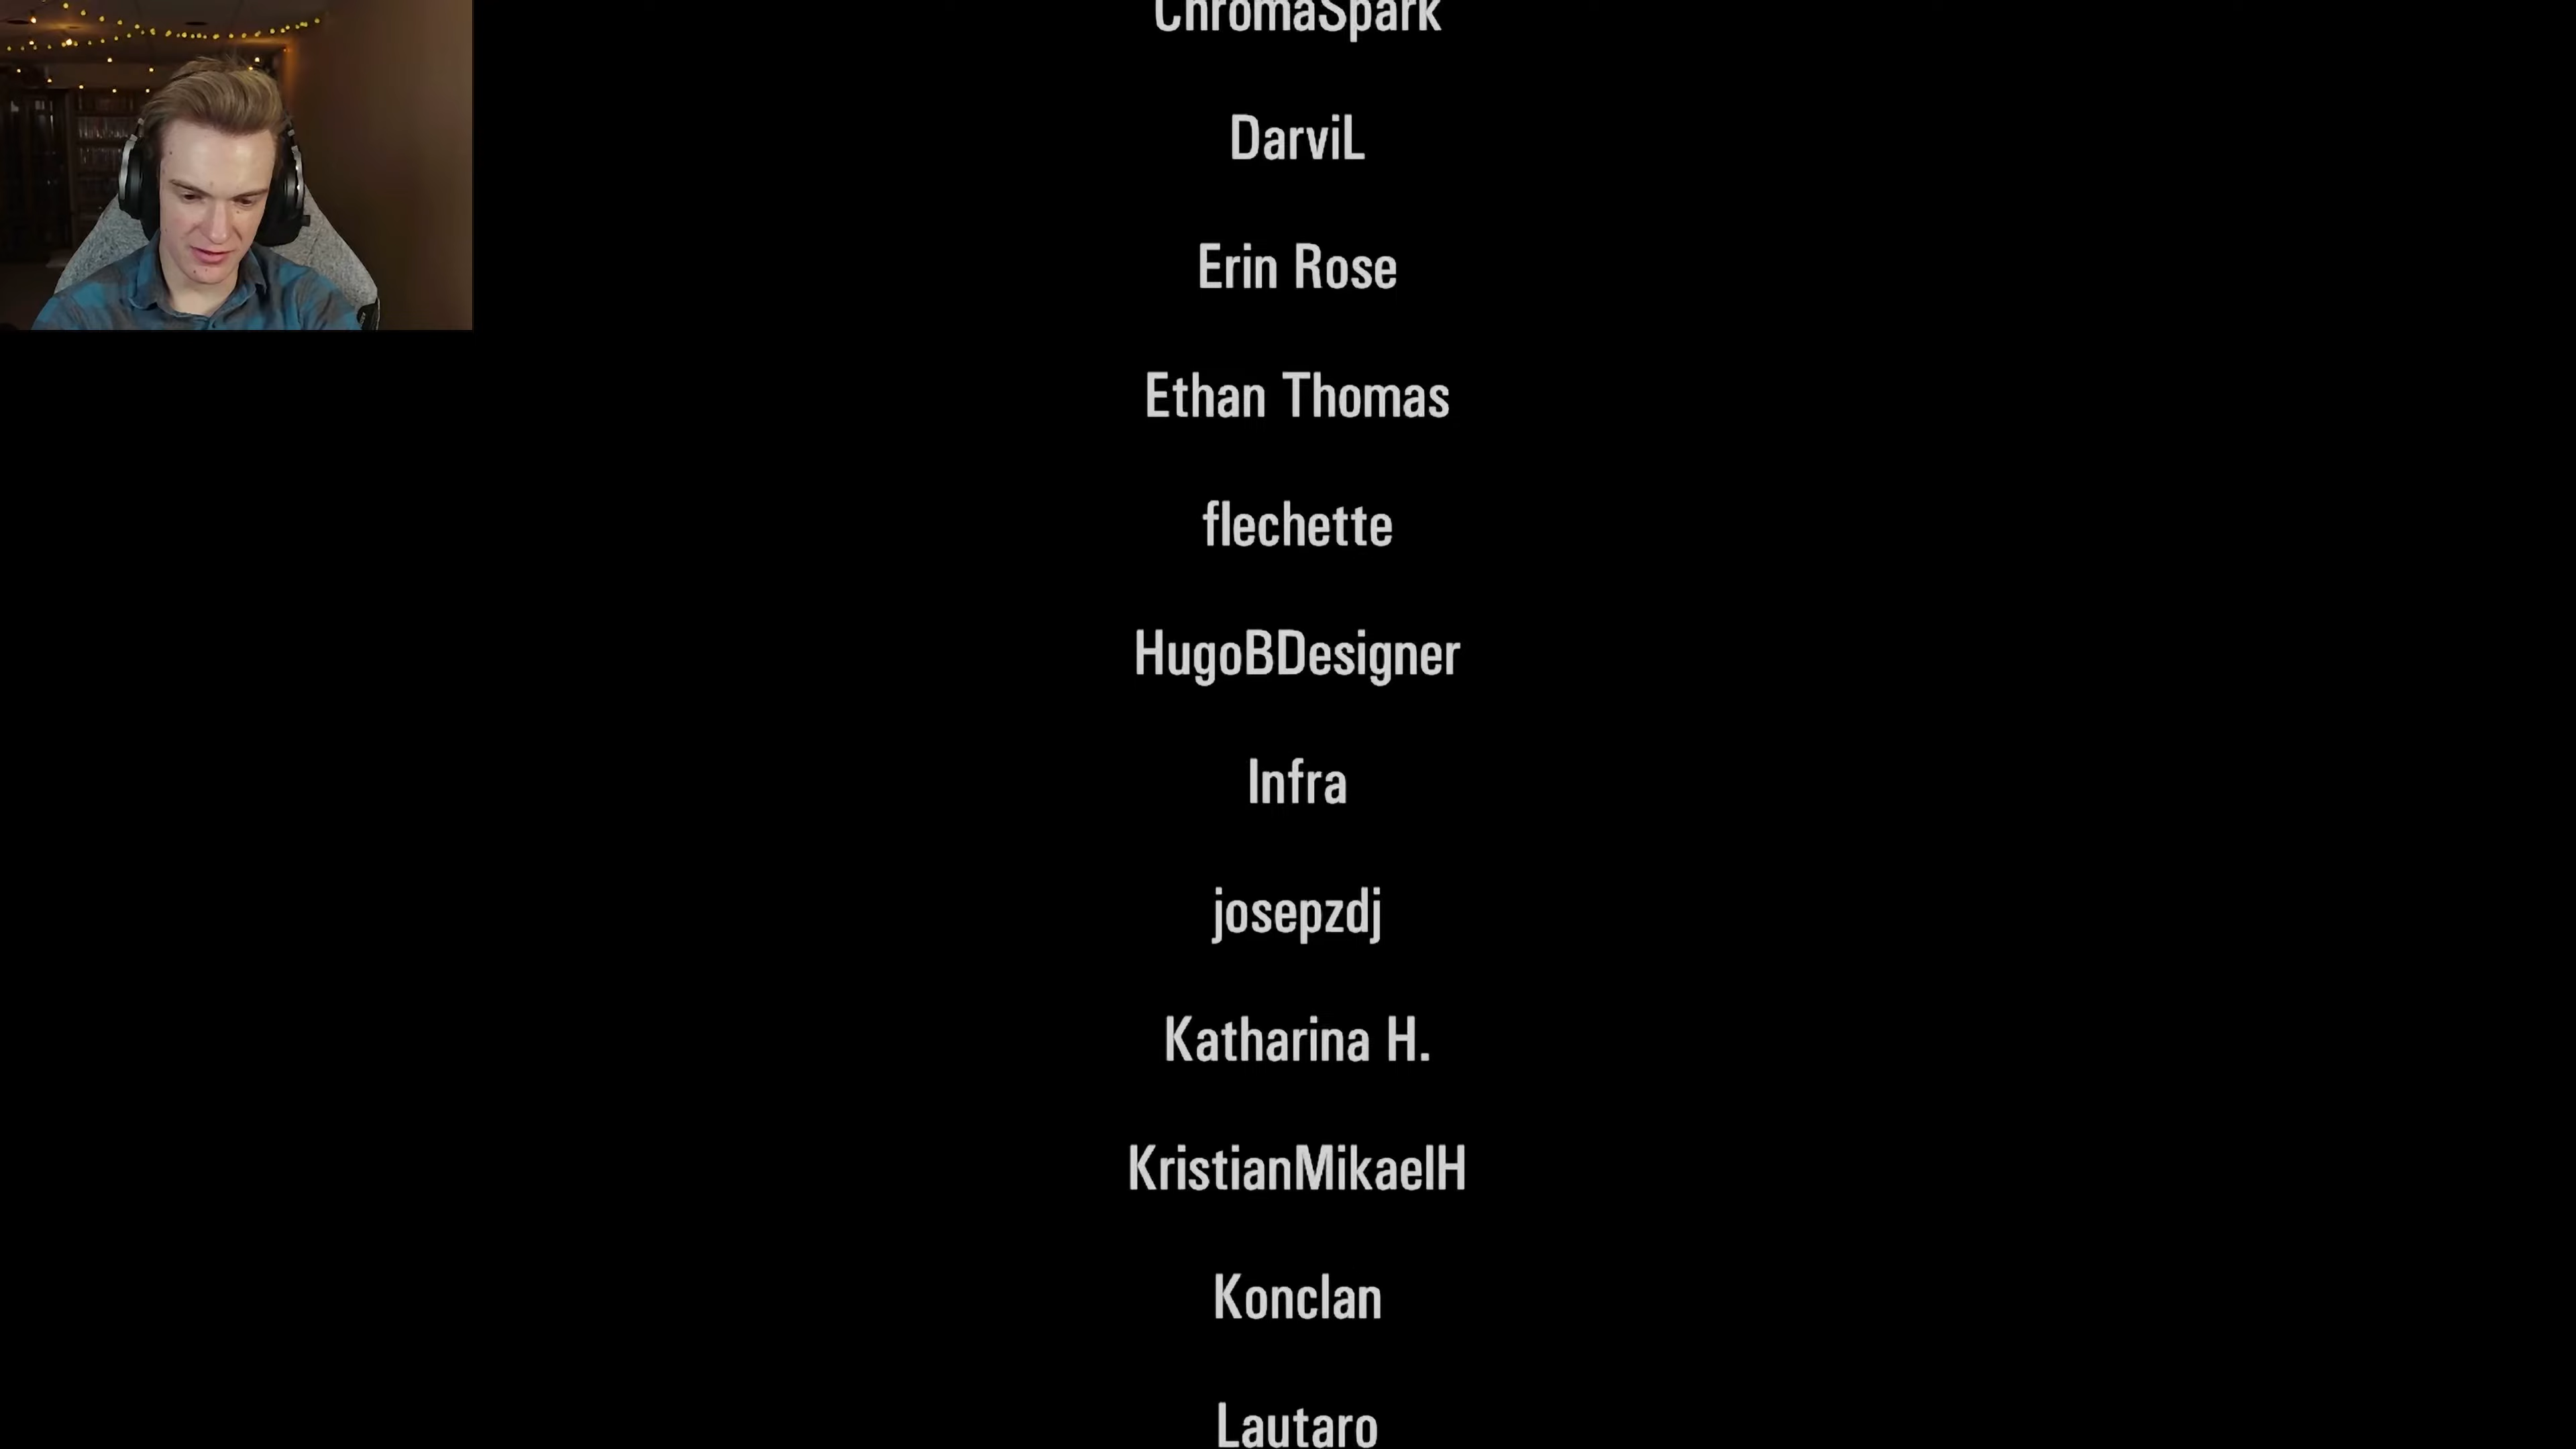 ChromaSpark
DarviL
Erin Rose
Ethan Thomas
flechette
HugoBDesigner
Infra
josepzdj
Katharina H.
KristianMikaelH
Konclan
Lautaro